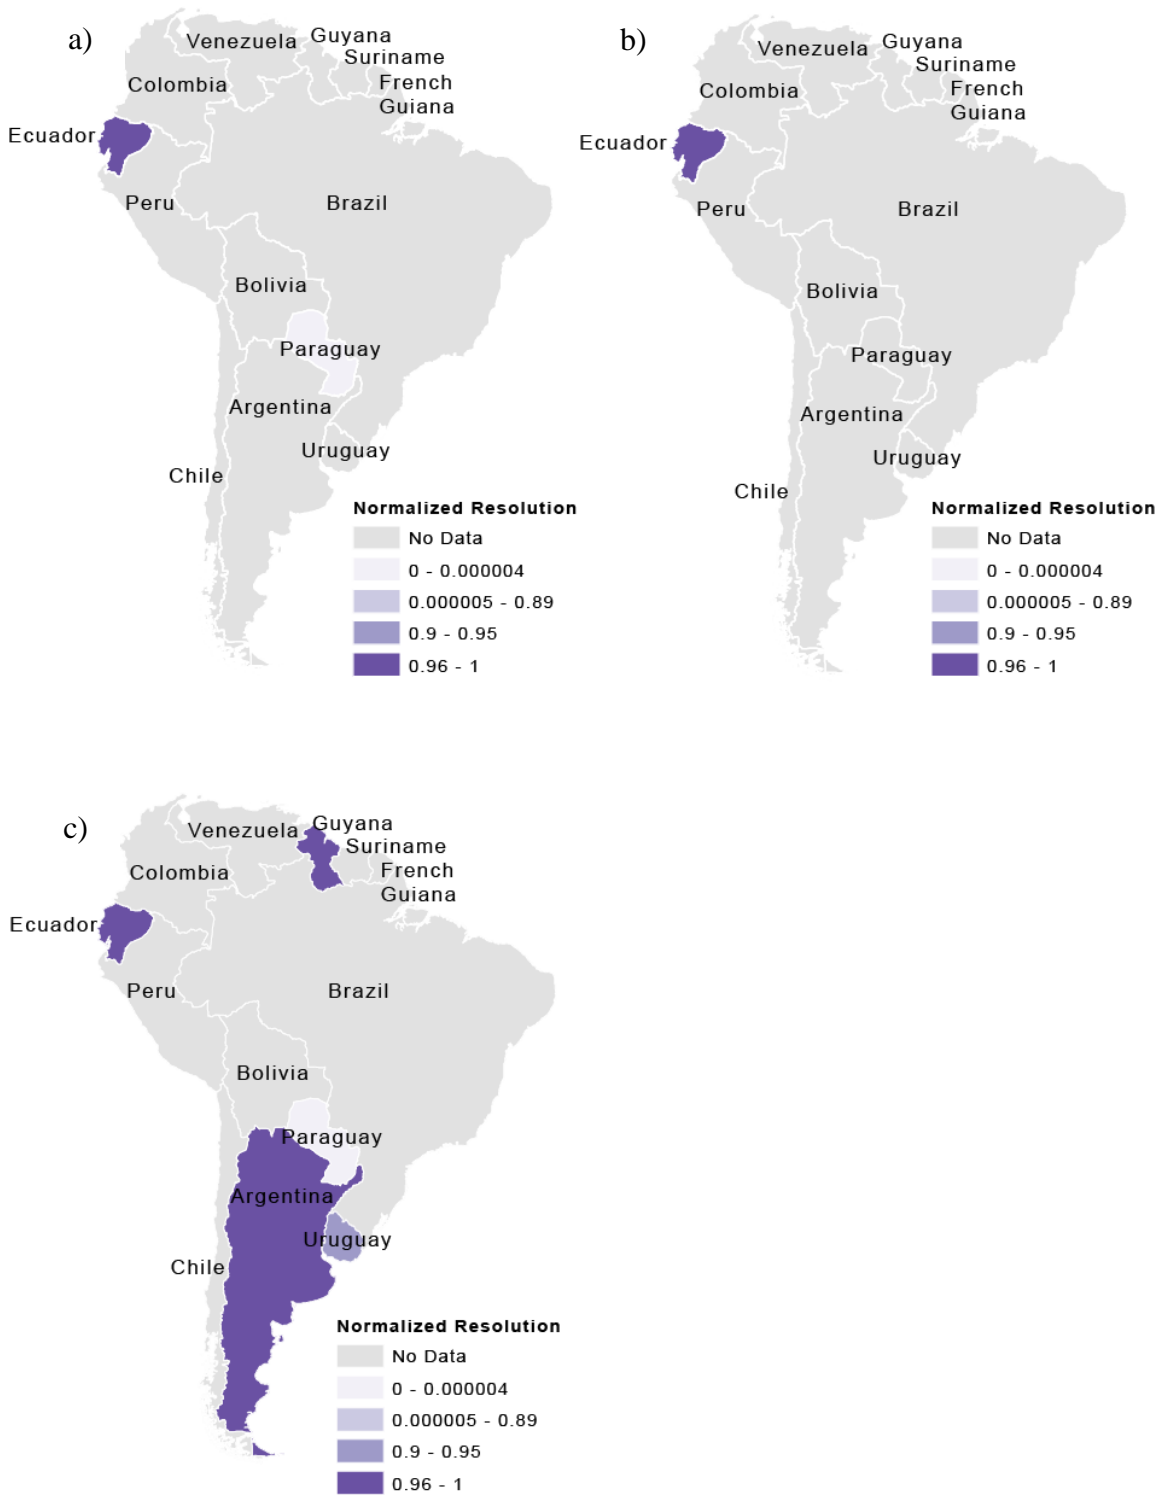 a)
Venezuela
Guyana
Suriname
French
Guiana
Colombia
Ecuador
Peru
Brazil
Bolivia
Paraguay
Argentina
Uruguay
Chile
Normalized Resolution
No Data
0 - 0.000004
0.000005 - 0.89
0.9 - 0.95
0.96 - 1
b)
Venezuela
Guyana
Suriname
French
Guiana
Colombia
Ecuador
Peru
Brazil
Bolivia
Paraguay
Argentina
Uruguay
Chile
Normalized Resolution
No Data
0 - 0.000004
0.000005 - 0.89
0.9 - 0.95
0.96 - 1
c)
Venezuela
Guyana
Suriname
French
Guiana
Colombia
Ecuador
Peru
Brazil
Bolivia
Paraguay
Argentina
Uruguay
Chile
Normalized Resolution
No Data
0 - 0.000004
0.000005 - 0.89
0.9 - 0.95
0.96 - 1